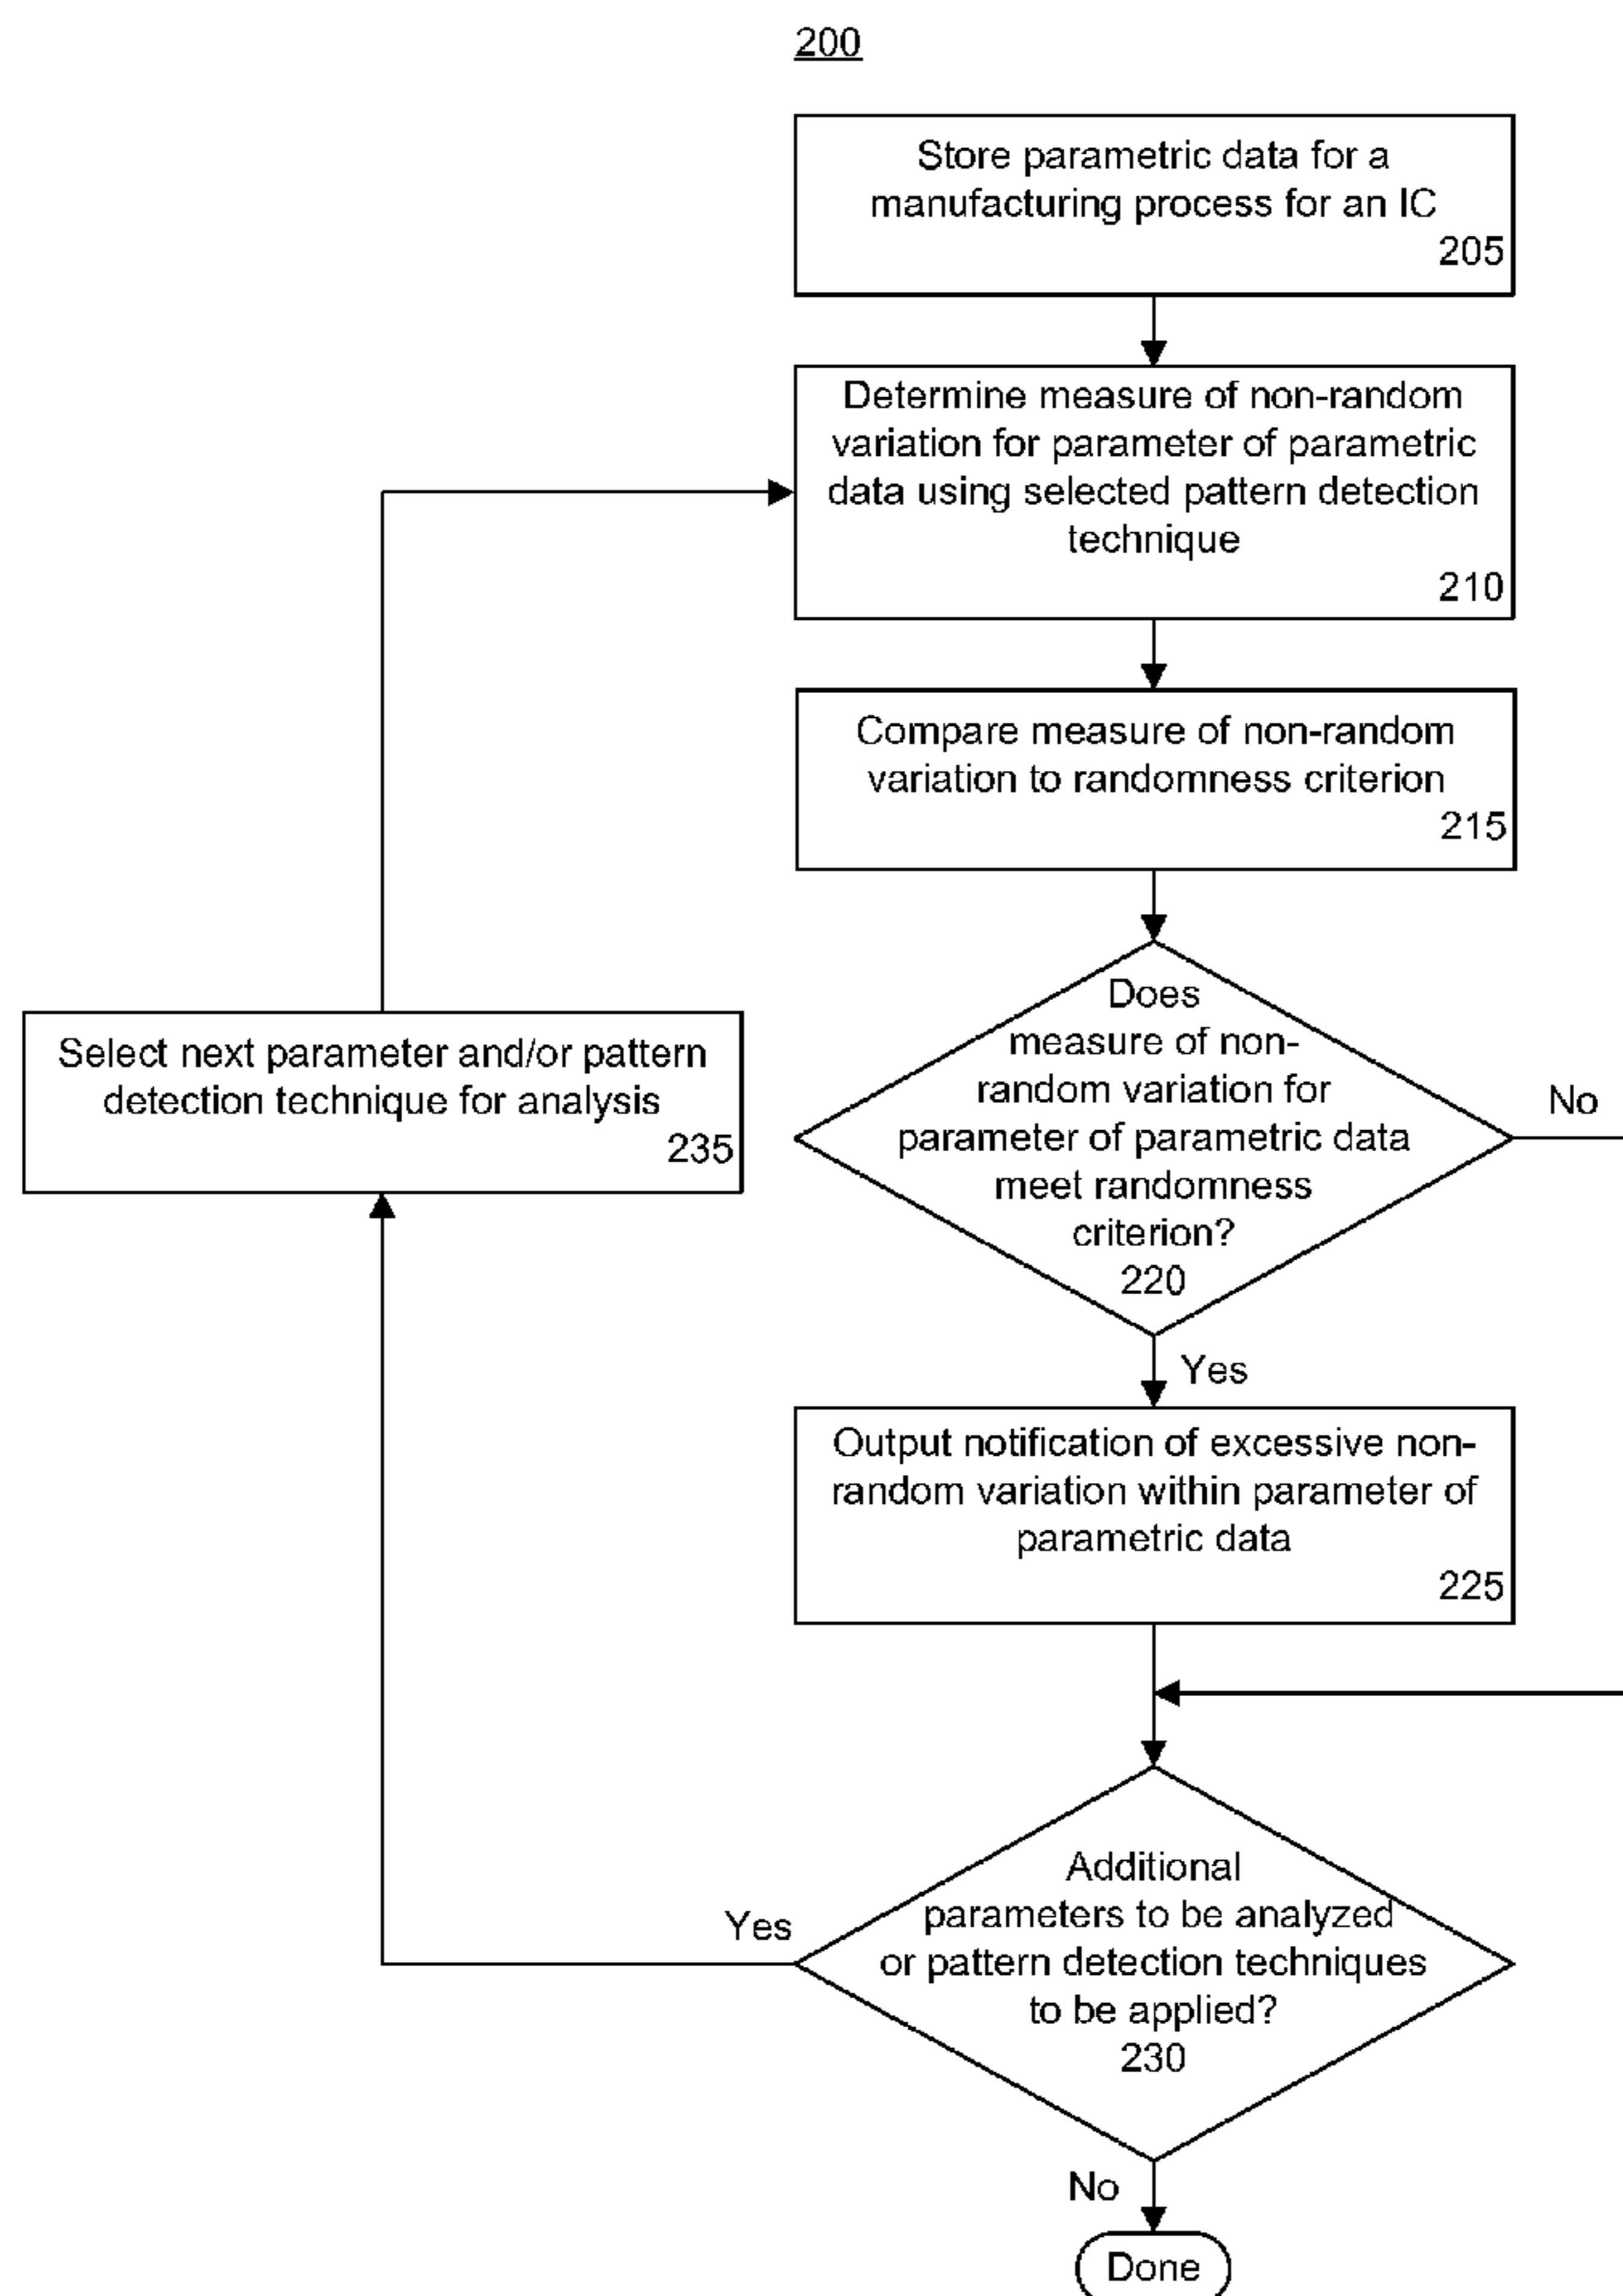 200
Store parametric data for a
manufacturing process for an IC
205
Determine measure of non-random
variation for parameter of parametric
data using selected pattern detection
technique
210
Compare measure of non-random
variation to randomness criterion
215
Does
measure of non-
random variation for
parameter of parametric data
meet randomness
criterion?
220
No
Yes
Select next parameter and/or pattern
detection technique for analysis
235
Output notification of excessive non-
random variation within parameter of
parametric data
225
Additional
parameters to be analyzed
or pattern detection techniques
to be applied?
230
Yes
No
Done